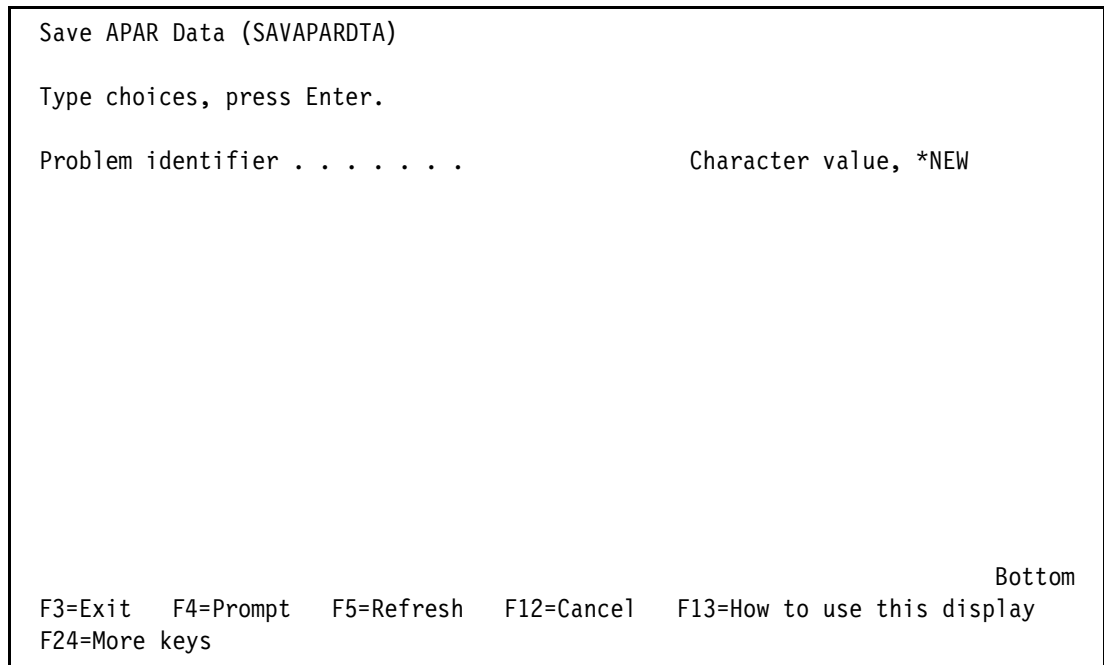 Save APAR Data (SAVAPARDTA)
Type choices, press Enter.
Problem identifier . . . . . . . Character value, *NEW
Bottom
F3=Exit F4=Prompt F5=Refresh F12=Cancel F13=How to use this display
F24=More keys